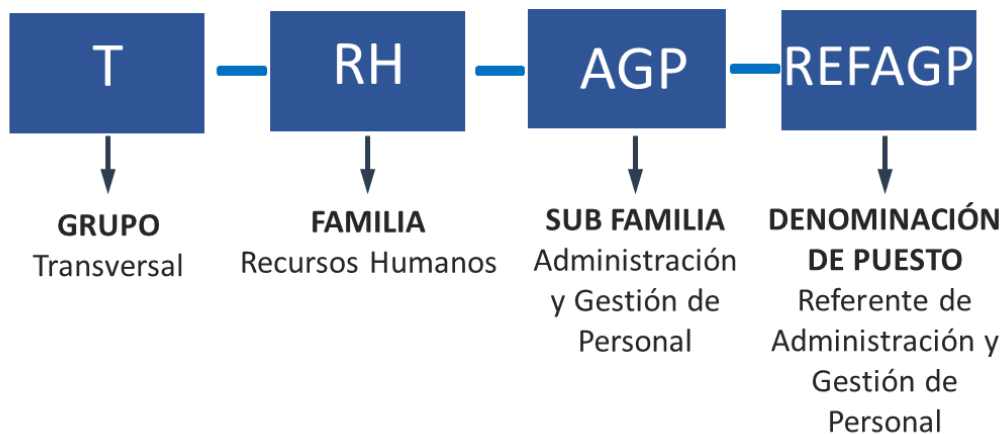 T
RH
AGP
REFAGP
GRUPO
Transversal
FAMILIA
Recursos Humanos
SUB FAMILIA
Administración
y Gestión de
Personal
DENOMINACIÓN
DE PUESTO
Referente de
Administración y
Gestión de
Personal